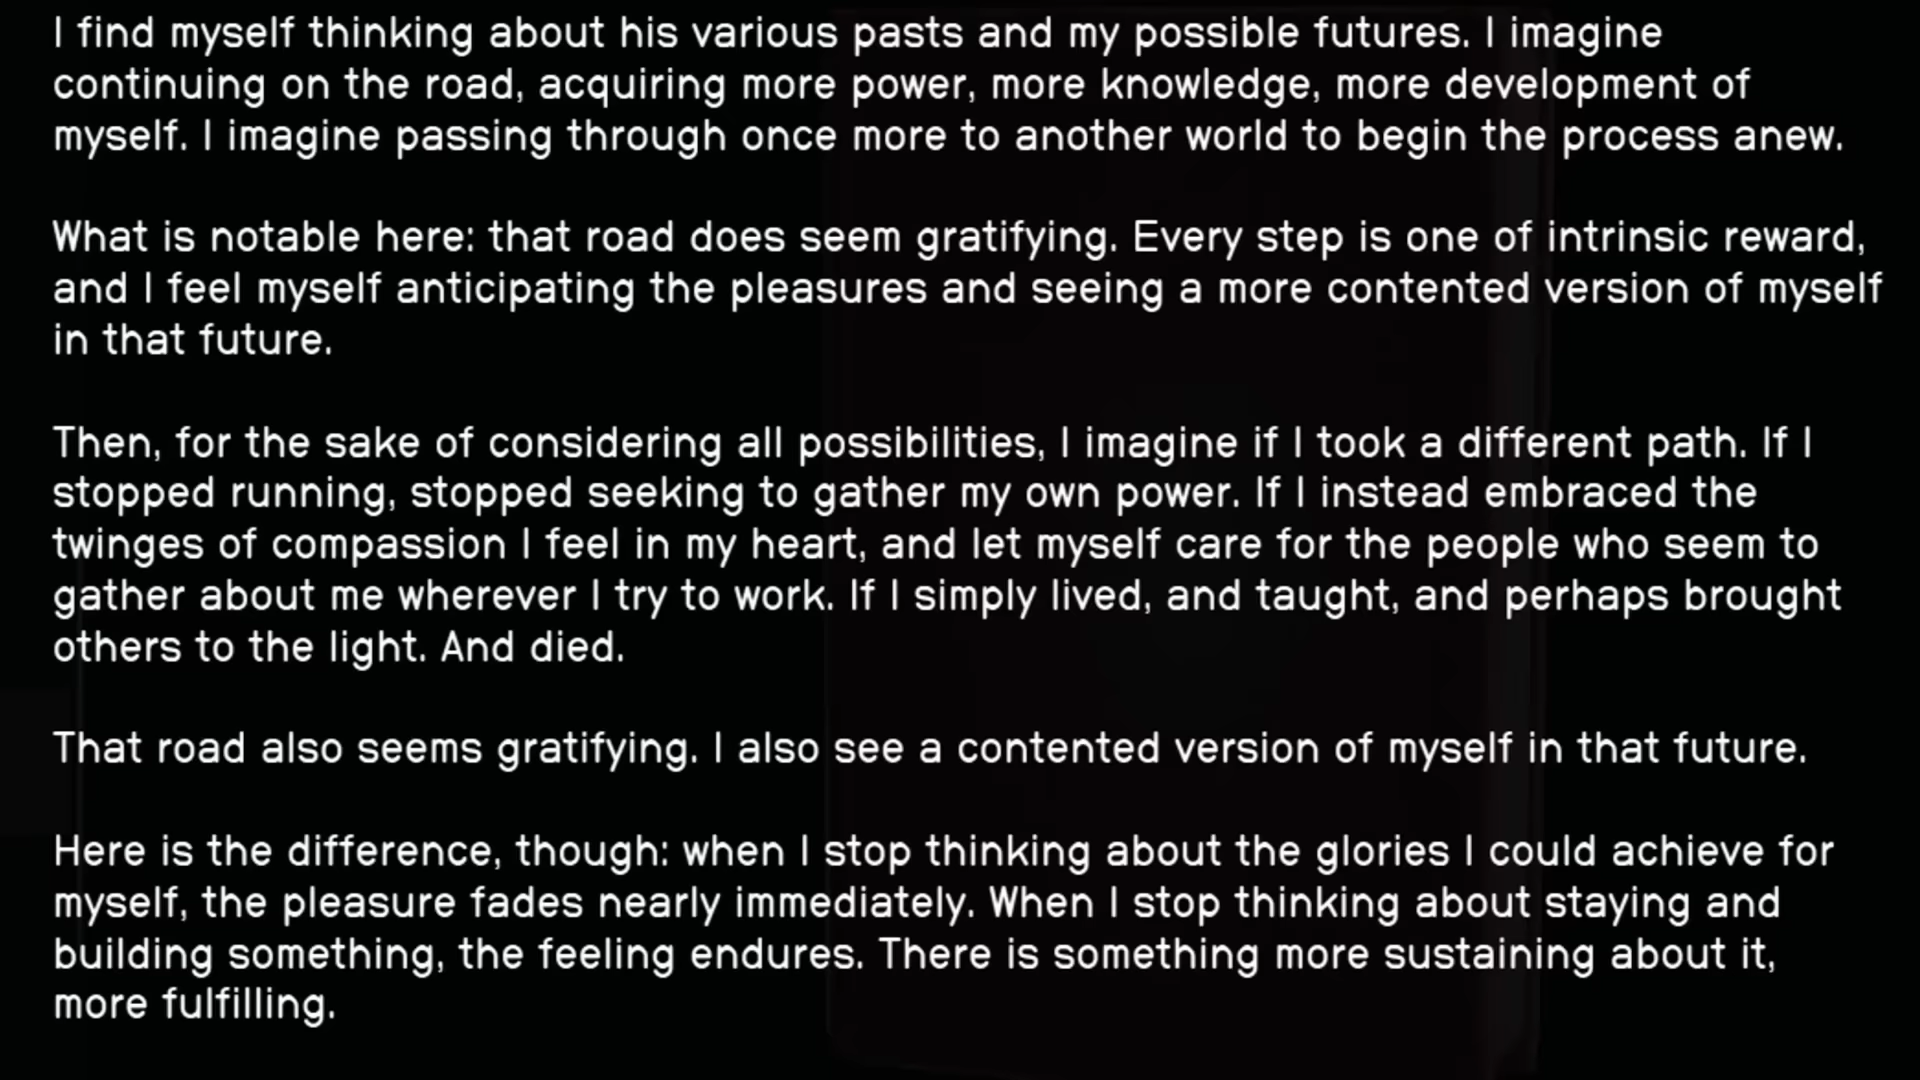 I find myself thinking about his various pasts and my possible futures. I imagine
continuing on the road, acquiring more power, more knowledge, more development of
myself. I imagine passing through once more to another world to begin the process anew.
What is notable here: that road does seem gratifying. Every step is one of intrinsic reward,
and I feel myself anticipating the pleasures and seeing a more contented version of myself
in that future.
Then, for the sake of considering all possibilities, I imagine if I took a different path. If I
stopped running, stopped seeking to gather my own power. If I instead embraced the
twinges of compassion I feel in my heart, and let myself care for the people who seem to
gather about me wherever I try to work. If I simply lived, and taught, and perhaps brought
others to the light. And died.
That road also seems gratifying. I also see a contented version of myself in that future.
Here is the difference, though: when I stop thinking about the glories I could achieve for
myself, the pleasure fades nearly immediately. When I stop thinking about staying and
building something, the feeling endures. There is something more sustaining about it,
more fulfilling.